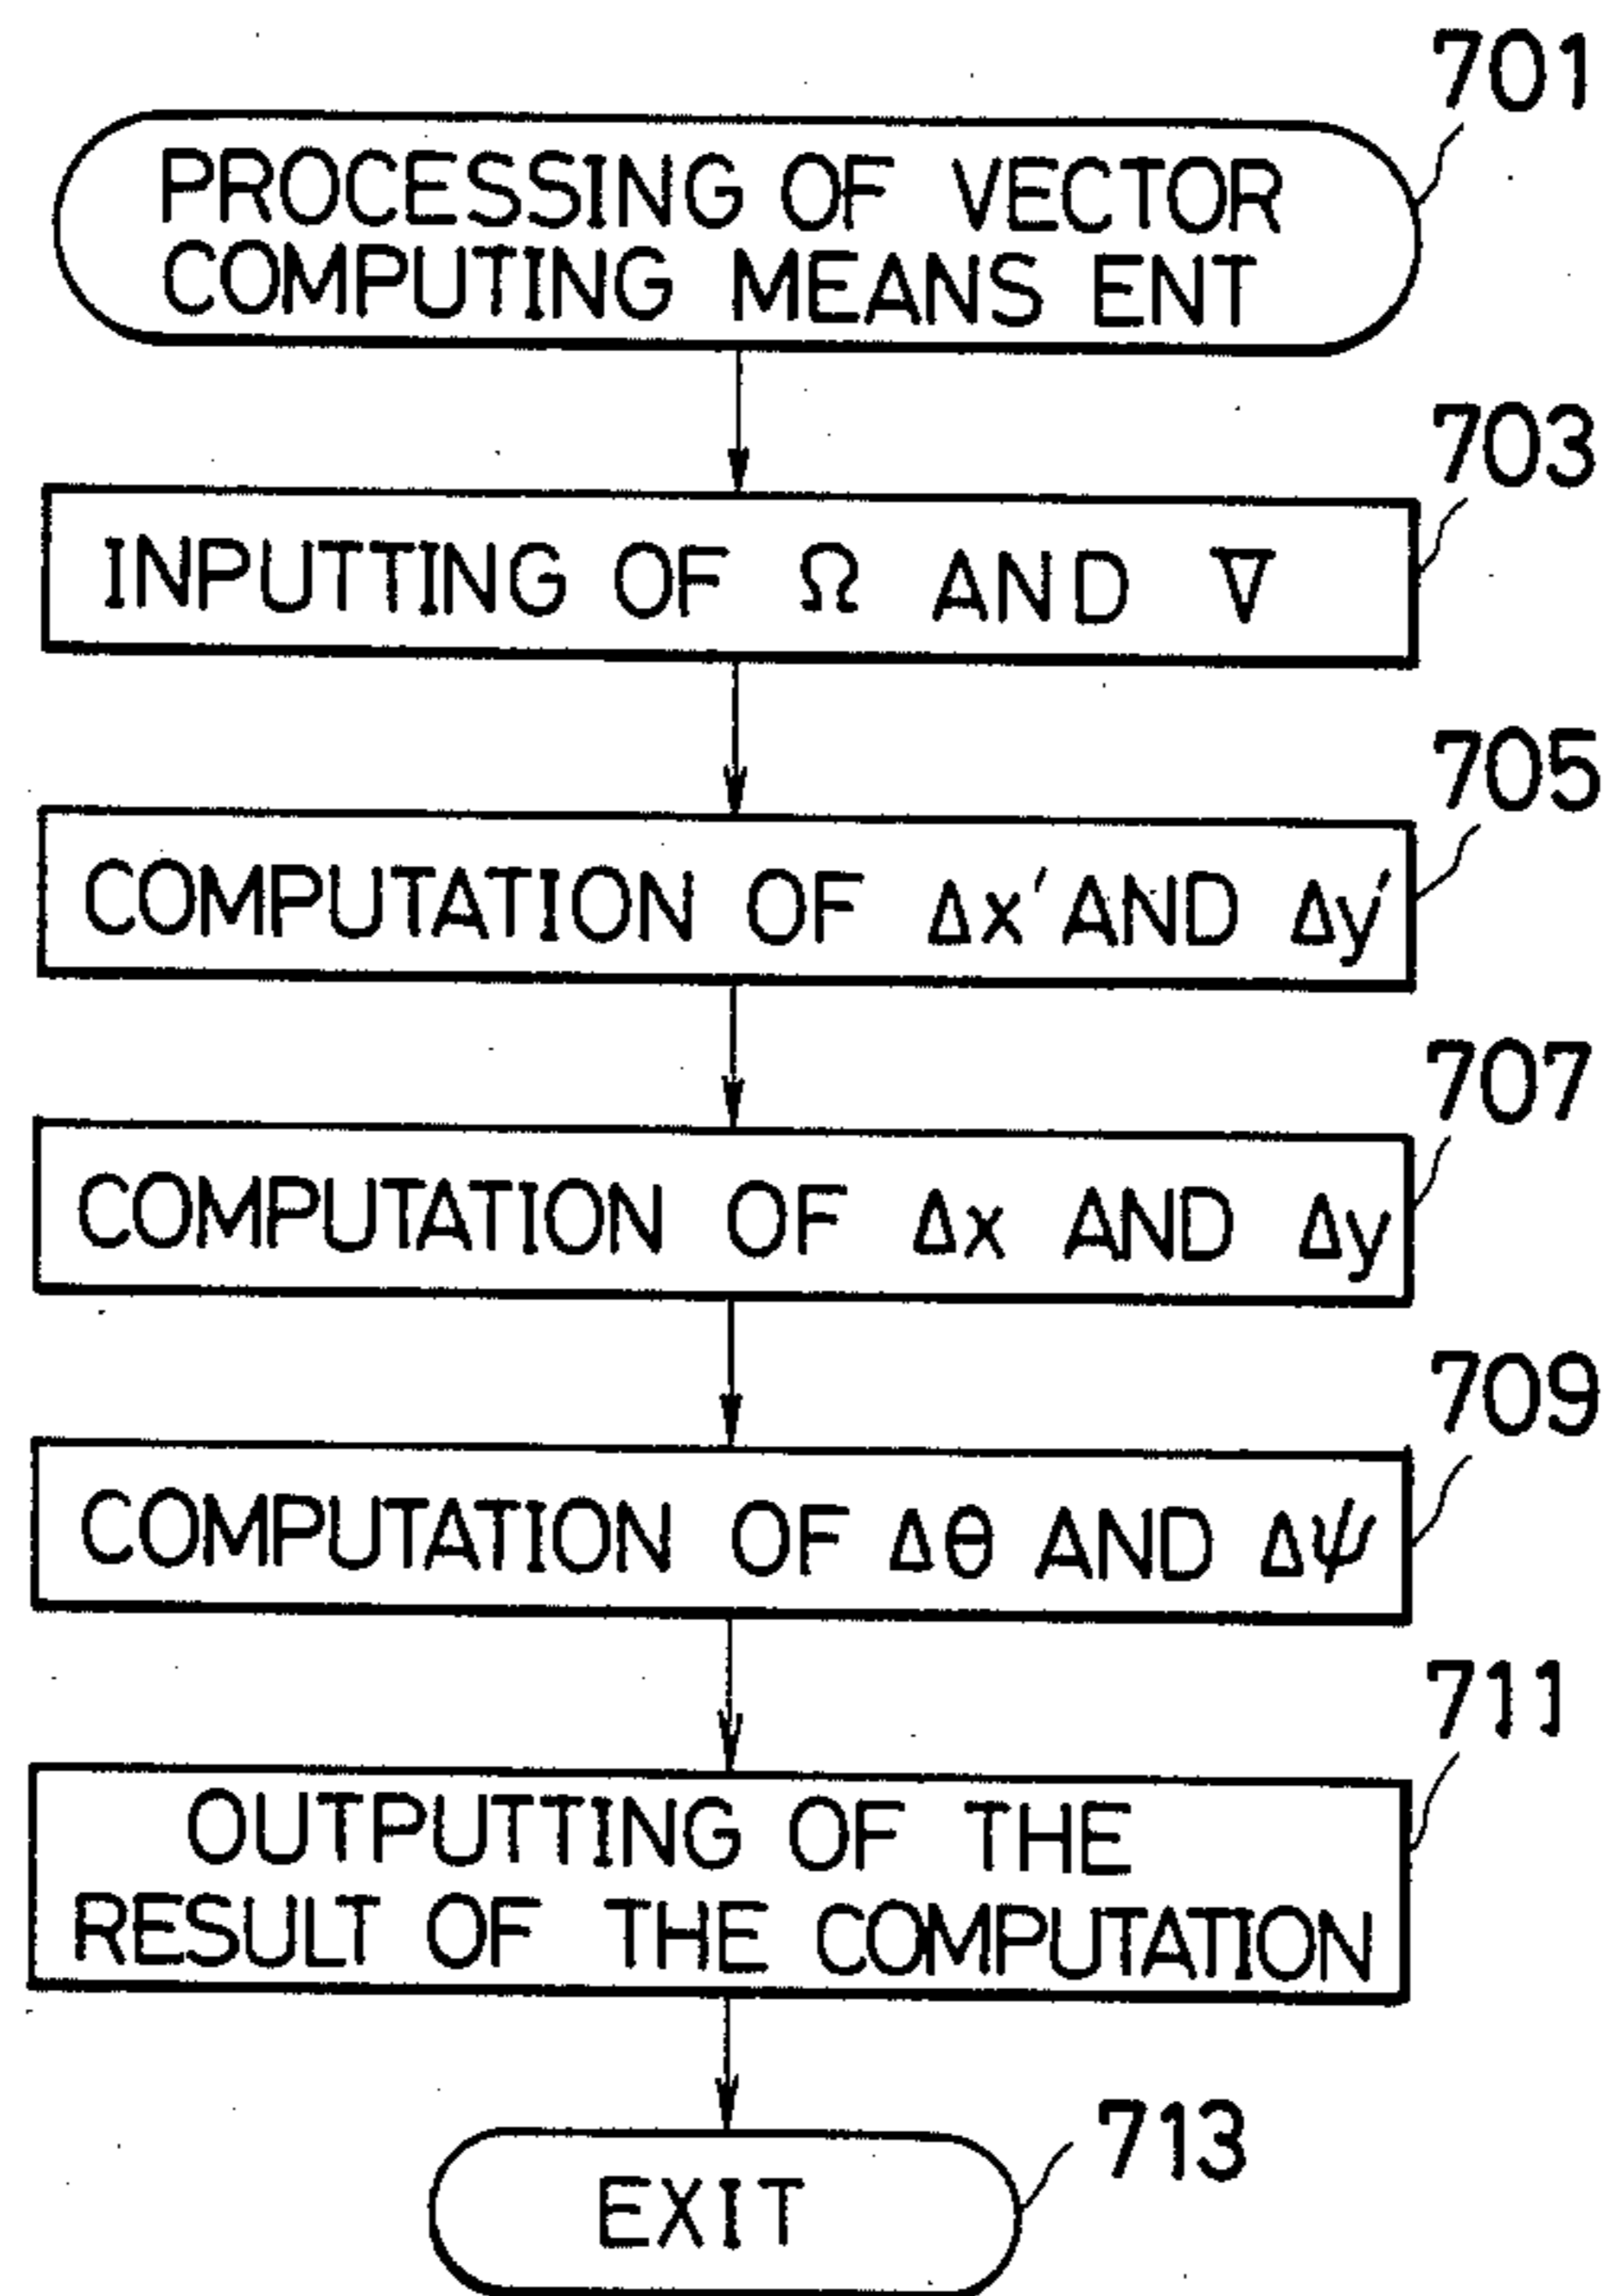 701
PROCESSING OF VECTOR
COMPUTING MEANS ENT
703
INPUTTING OF Ω AND V̅
705
COMPUTATION OF Δx' AND Δy'
707
COMPUTATION OF Δx AND Δy
709
COMPUTATION OF Δθ AND Δψ
711
OUTPUTTING OF THE
RESULT OF THE COMPUTATION
713
EXIT